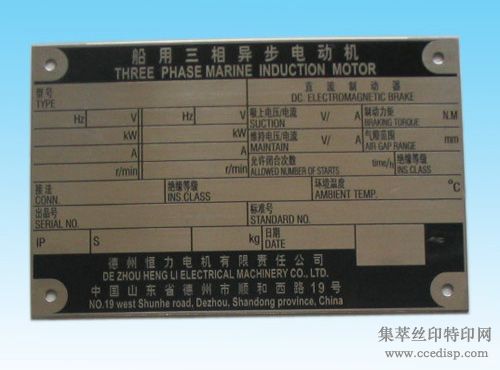 船用三相异步电动机
THREE PHASE MARINE INDUCTION MOTOR
型号
TYPE
直流制动器
DC. ELECTROMAGNETIC BRAKE
Hz V Hz V
吸上电压/电流 V/ A 制动力矩 N.M
SUCTION BRAKING TORQUE
kW kW
维持电压/电流 V/ A 气隙范围 mm
MAINTAIN AIR GAP RANGE
A A
r/min r/min
允许闭合次数 time/h 绝缘等级
ALLOWED NUMBER OF STARTS INS.CLASS
接法 绝缘等级 环境温度 °C
CONN. INS.CLASS AMBIENT TEMP.
出品号 标准号
SERIAL NO. STANDARD NO.
IP S kg 日期
DATE
德州恒力电机有限责任公司
DE ZHOU HENG LI ELECTRICAL MACHINERY CO., LTD.
中国山东省德州市顺和西路19号
NO.19 west Shunhe road, Dezhou, Shandong province, China
集萃丝印特印网
www.ccedisp.com